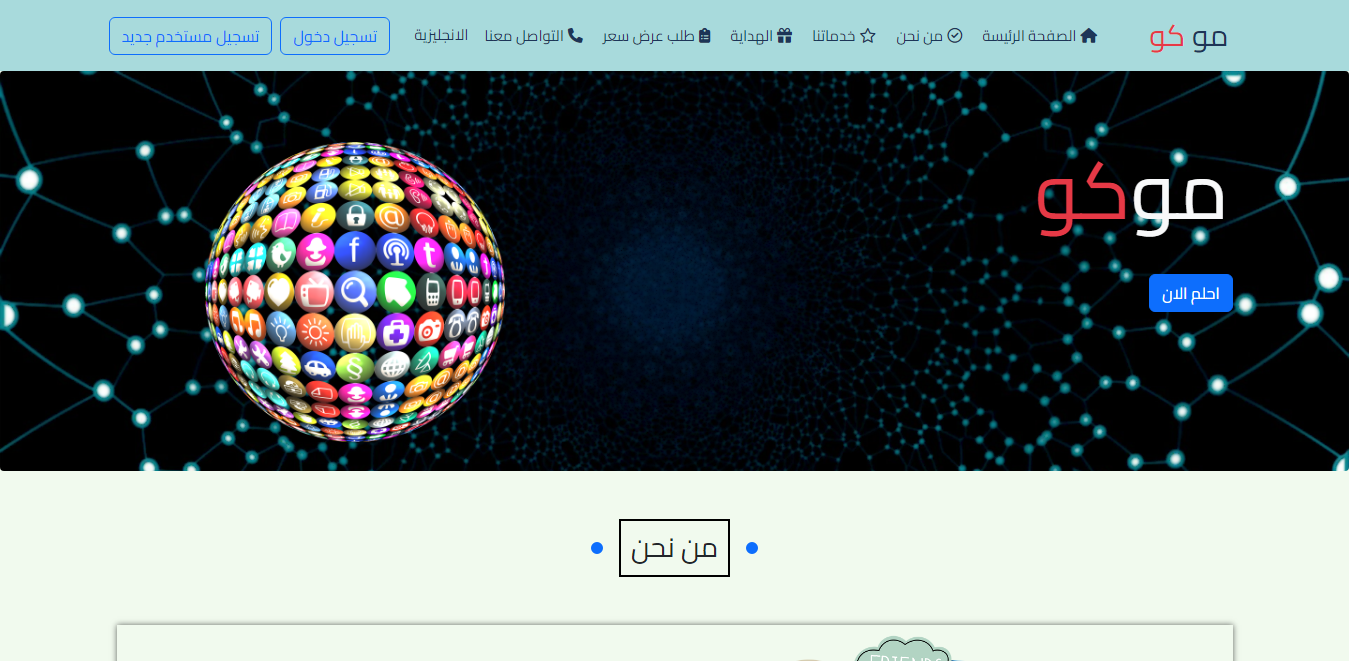 مو كو
الصفحة الرئيسة
من نحن
خدماتنا
الهداية
طلب عرض سعر
التواصل معنا
الانجليزية
تسجيل دخول
تسجيل مستخدم جديد
موكو
احلم الان
من نحن